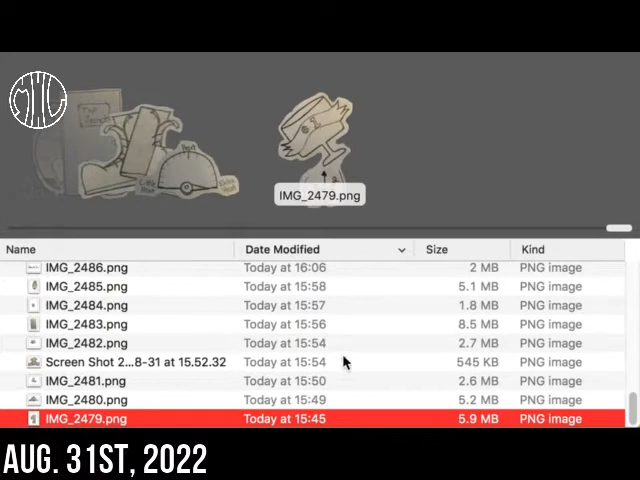 MHU
IMG_2479.png
Name Date Modified Size Kind
IMG_2486.png Today at 16:06 2 MB PNG image
IMG_2485.png Today at 15:58 5.1 MB PNG image
IMG_2484.png Today at 15:57 1.8 MB PNG image
IMG_2483.png Today at 15:56 8.5 MB PNG image
IMG_2482.png Today at 15:54 2.7 MB PNG image
Screen Shot 2...8-31 at 15.52.32 Today at 15:54 545 KB PNG image
IMG_2481.png Today at 15:50 2.6 MB PNG image
IMG_2480.png Today at 15:49 5.2 MB PNG image
IMG_2479.png Today at 15:45 5.9 MB PNG image
AUG. 31ST, 2022